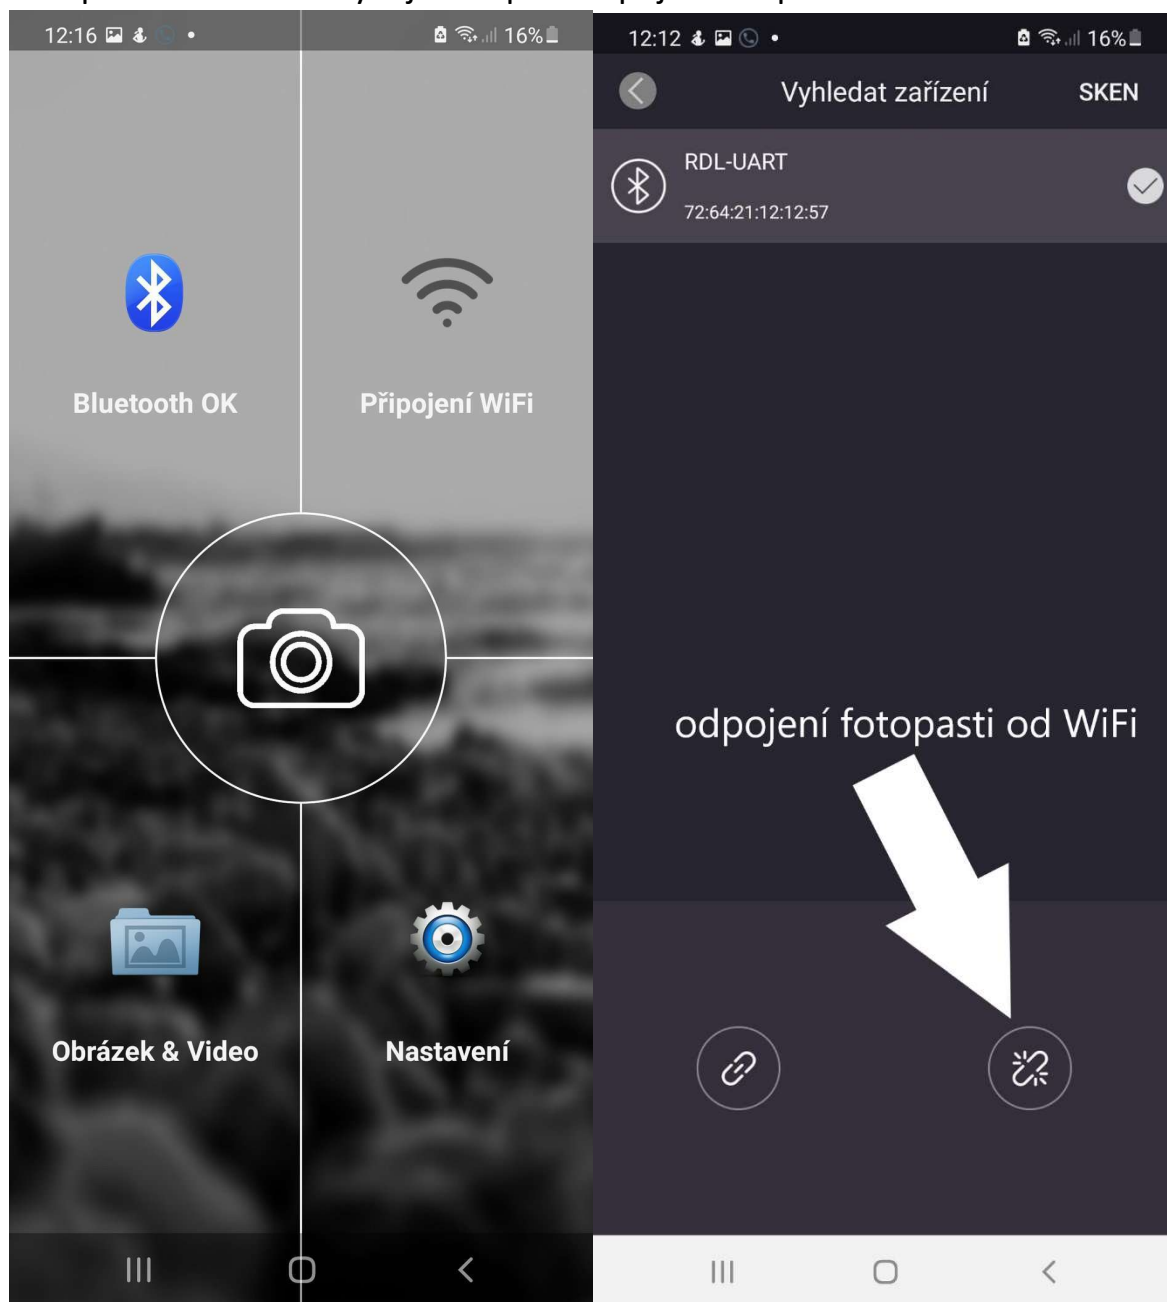 12:16
16%
Bluetooth OK
Připojení WiFi
Obrázek & Video
Nastavení
12:12
16%
Vyhledat zařízení
SKEN
RDL-UART
72:64:21:12:12:57
odpojení fotopasti od WiFi